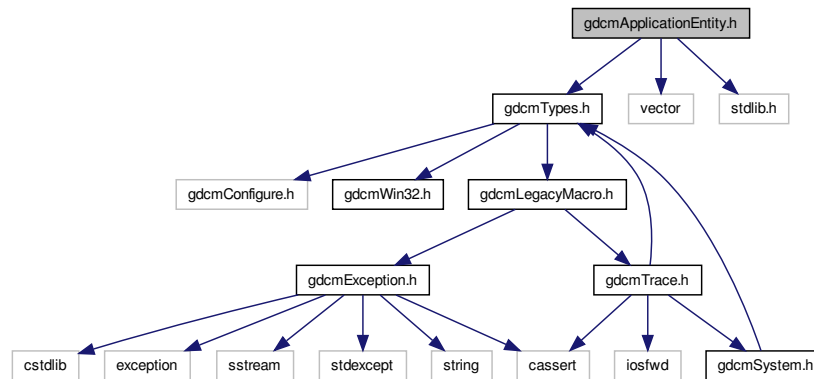 gdcmApplicationEntity.h
gdcmTypes.h
vector
stdlib.h
gdcmConfigure.h
gdcmWin32.h
gdcmLegacyMacro.h
gdcmException.h
gdcmTrace.h
cstdlib
exception
sstream
stdexcept
string
cassert
iosfwd
gdcmSystem.h